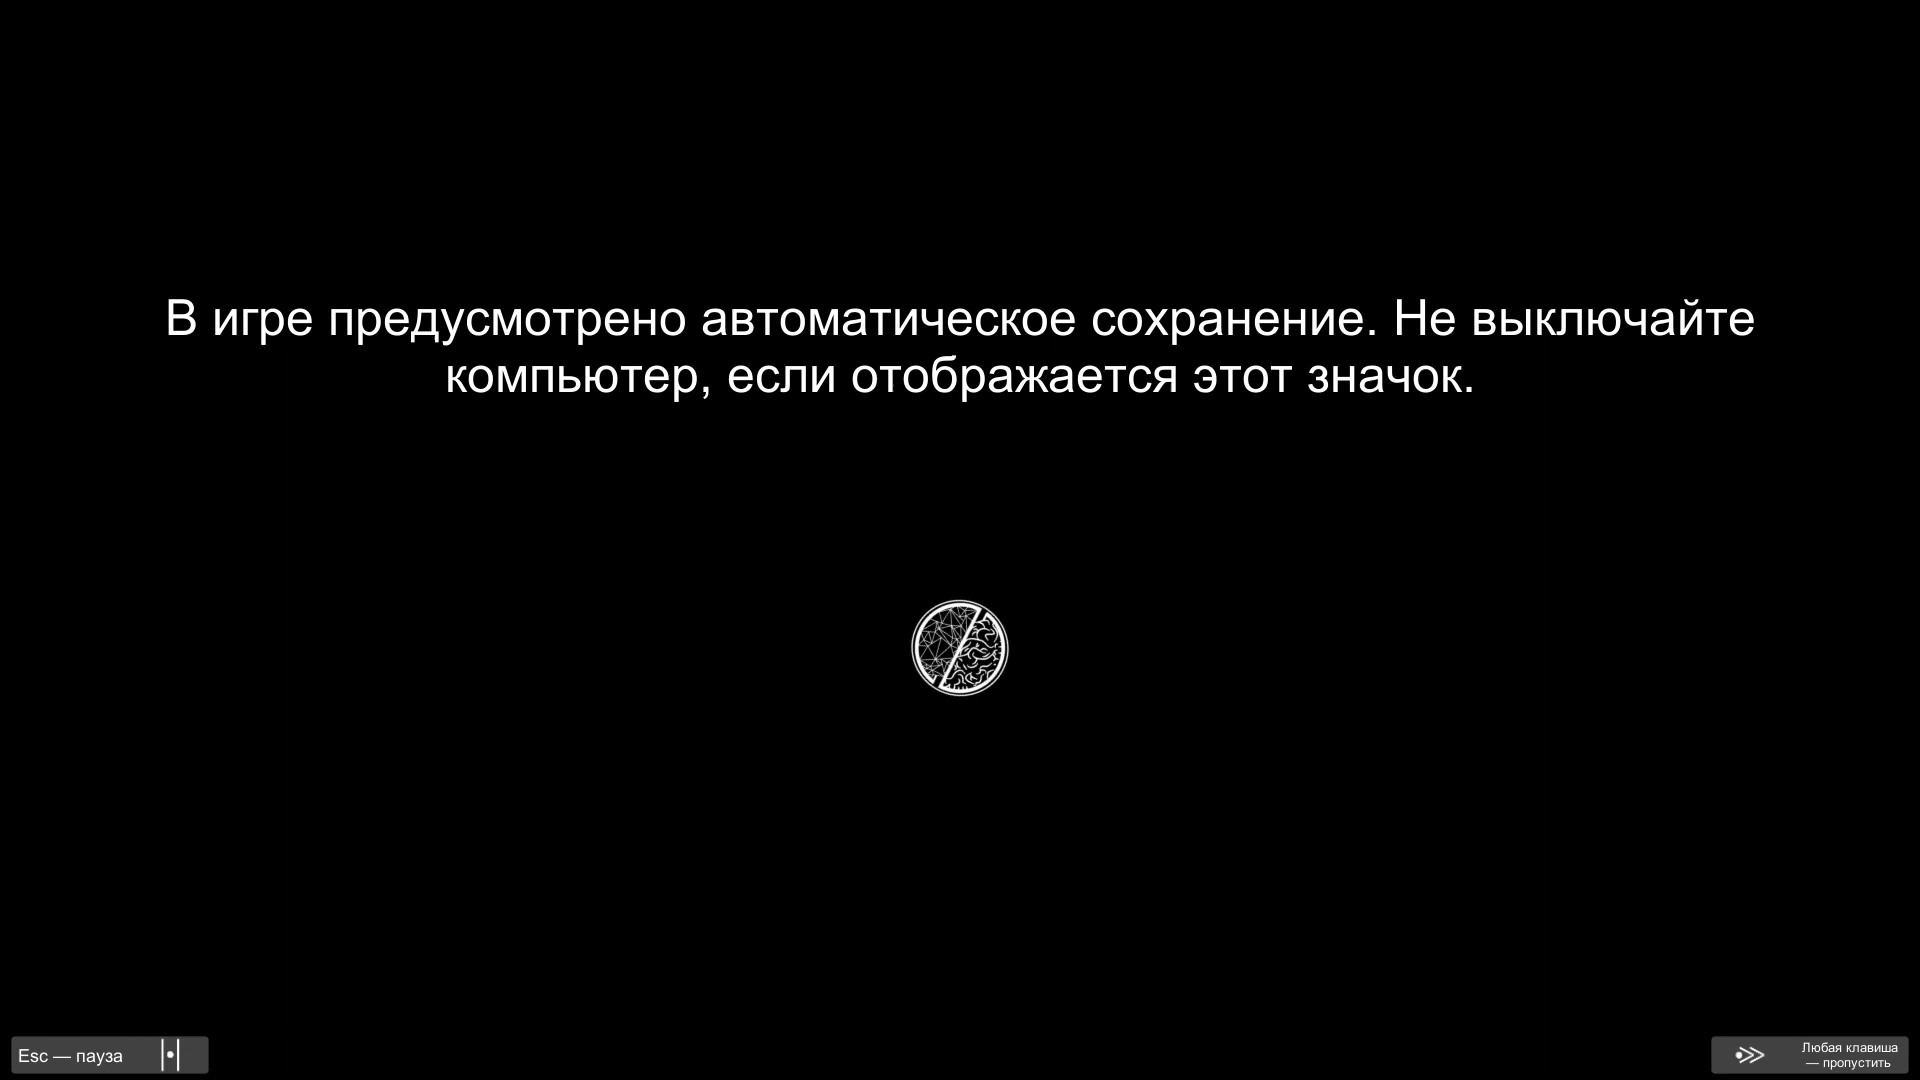 В игре предусмотрено автоматическое сохранение. Не выключайте
компьютер, если отображается этот значок.
Esc — пауза
Любая клавиша
— пропустить